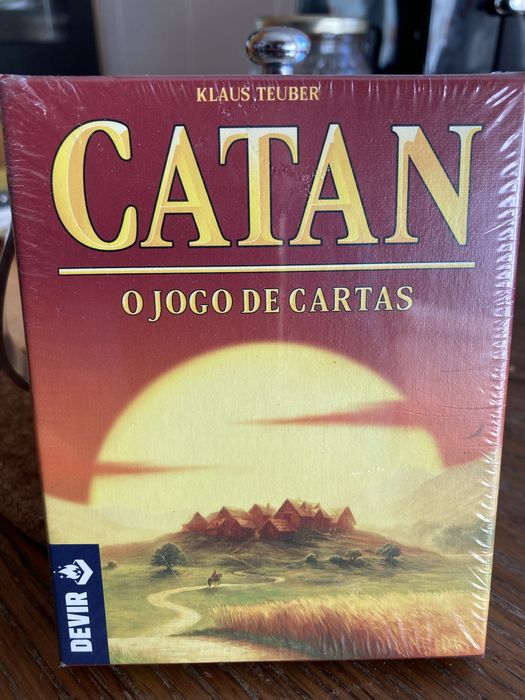 KLAUS TEUBER
CATAN
O JOGO DE CARTAS
DEVIR